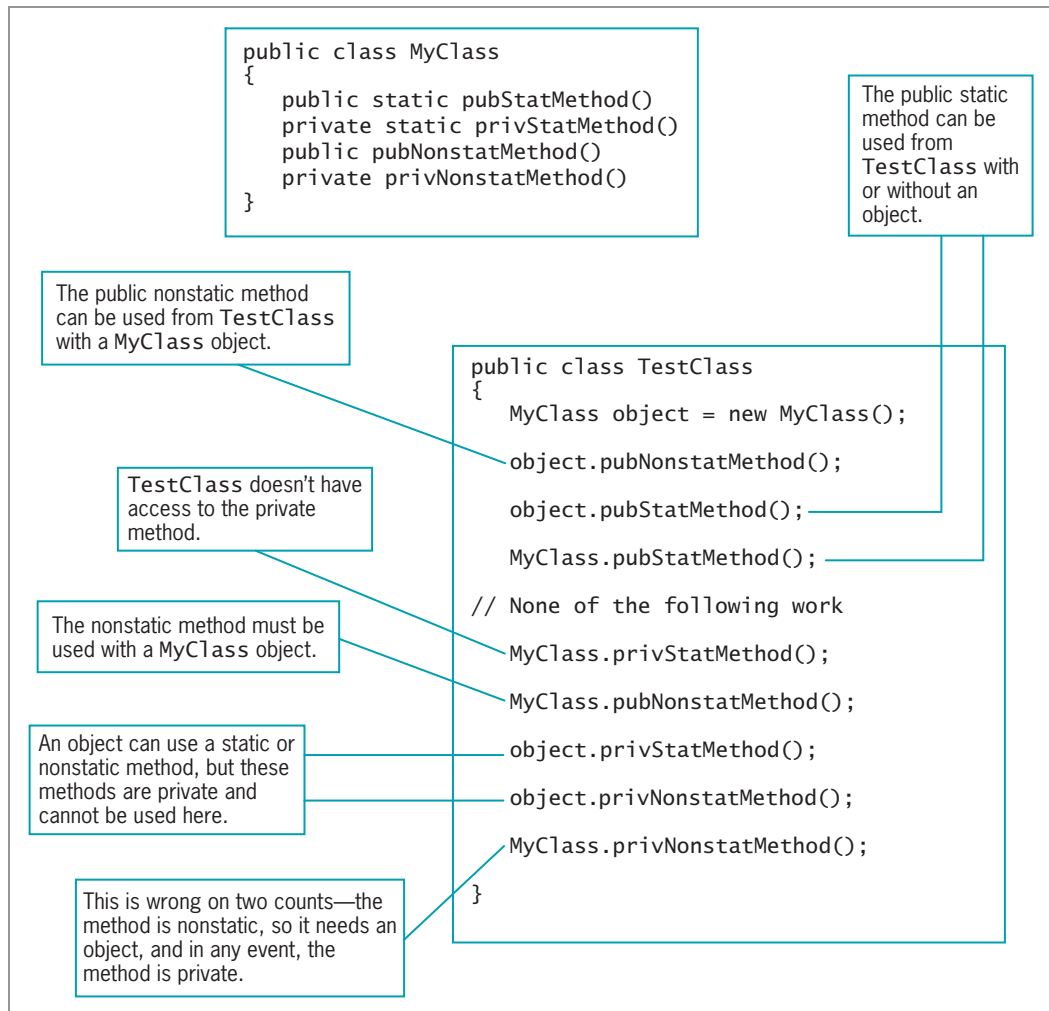 public class MyClass
{
public static pubStatMethod()
private static privStatMethod()
public pubNonstatMethod()
private privNonstatMethod()
}
The public static
method can be
used from
TestClass with
or without an
object.
The public nonstatic method
can be used from TestClass
with a MyClass object.
public class TestClass
{
MyClass object = new MyClass();
object.pubNonstatMethod();
TestClass doesn't have
access to the private
method.
object.pubStatMethod();
MyClass.pubStatMethod();
// None of the following work
The nonstatic method must be
used with a MyClass object.
MyClass.privStatMethod();
MyClass.pubNonstatMethod();
An object can use a static or
nonstatic method, but these
methods are private and
cannot be used here.
object.privStatMethod();
object.privNonstatMethod();
MyClass.privNonstatMethod();
}
This is wrong on two counts—the
method is nonstatic, so it needs an
object, and in any event, the
method is private.